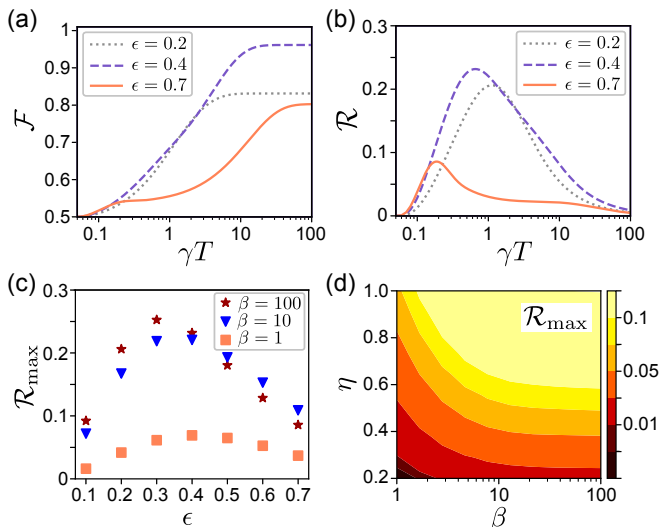 (a)
1
0.9
0.8
0.7
0.6
0.5
ℱ
ϵ = 0.2
ϵ = 0.4
ϵ = 0.7
0.1 1 10 100
γT
(b)
0.3
0.2
0.1
0
ℛ
ϵ = 0.2
ϵ = 0.4
ϵ = 0.7
0.1 1 10 100
γT
(c)
0.3
0.2
0.1
0
ℛmax
β = 100
β = 10
β = 1
0.1 0.2 0.3 0.4 0.5 0.6 0.7
ϵ
(d)
1.0
0.8
0.6
0.4
0.2
η
ℛmax
1 10 100
β
0.1
0.05
0.01